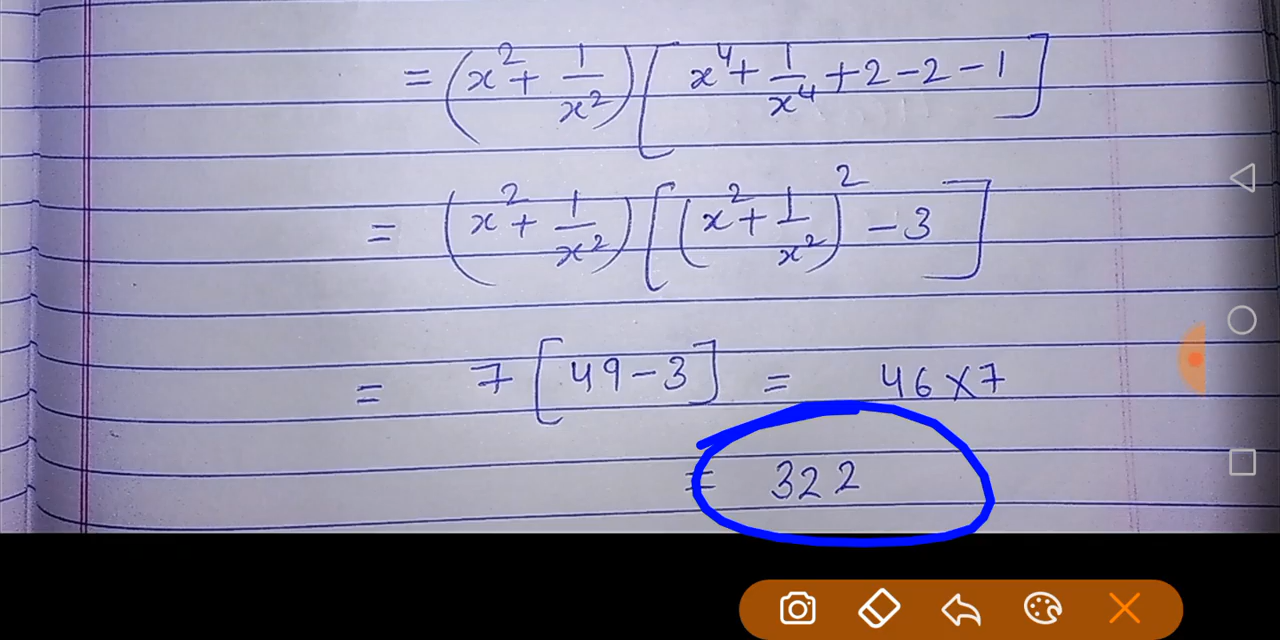 = (x² + 1/x²) [x⁴ + 1/x⁴ + 2 - 2 - 1]
= (x² + 1/x²) [(x² + 1/x²)² - 3]
= 7 [49 - 3] = 46 × 7
= 322